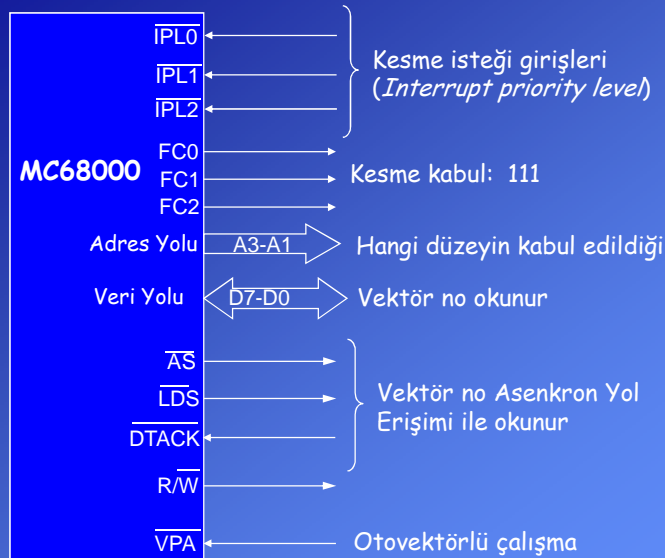 IPL0
IPL1
IPL2
Kesme isteği girişleri
(Interrupt priority level)
MC68000
FC0
FC1
FC2
Kesme kabul: 111
Adres Yolu
A3-A1
Hangi düzeyin kabul edildiği
Veri Yolu
D7-D0
Vektör no okunur
AS
LDS
DTACK
Vektör no Asenkron Yol
Erişimi ile okunur
R/W
VPA
Otovektörlü çalışma